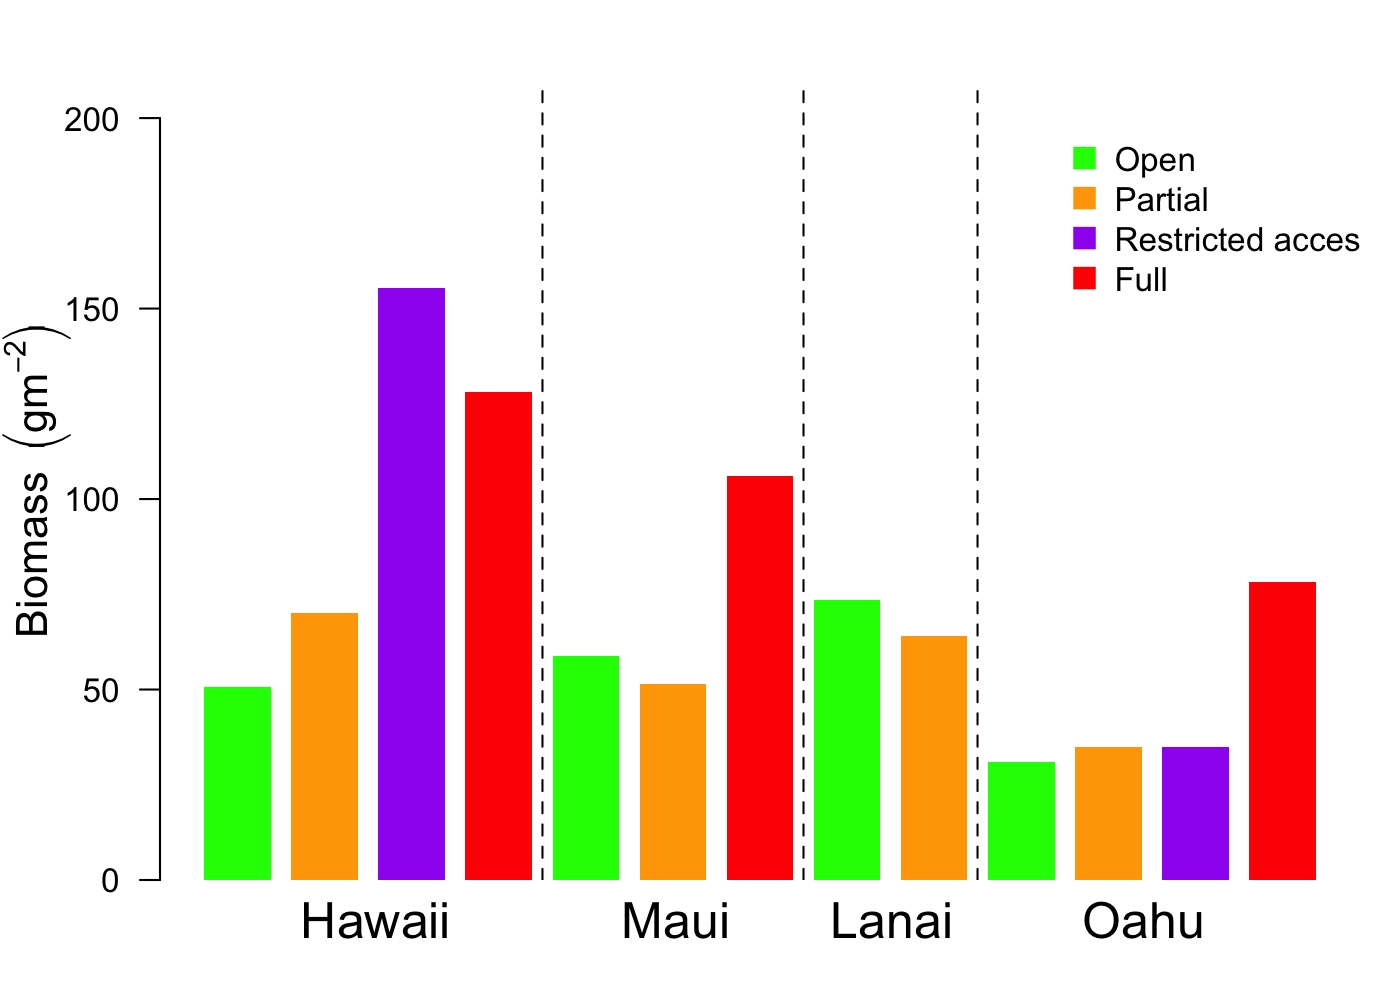 200
150
100
50
0
Biomass (gm⁻²)
Open
Partial
Restricted acces
Full
Hawaii
Maui
Lanai
Oahu